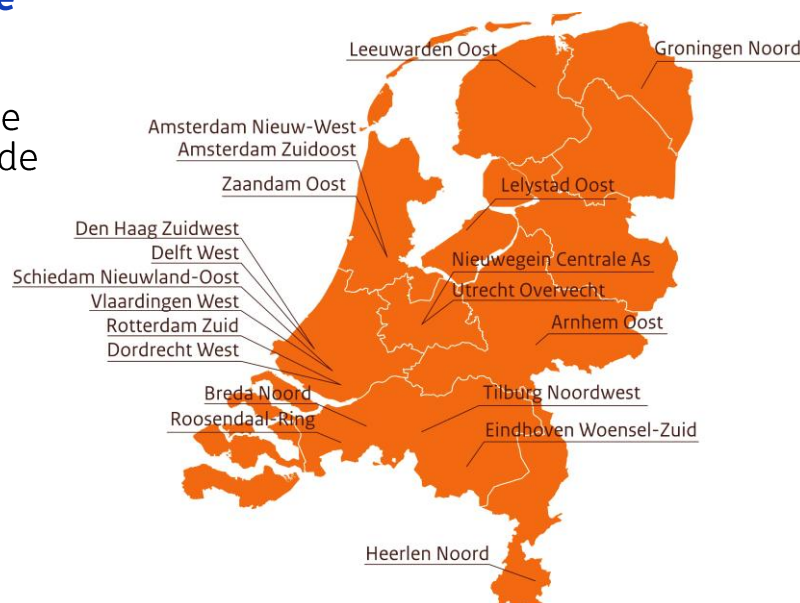 e
e
de
Leeuwarden Oost
Groningen Noord
Amsterdam Nieuw-West
Amsterdam Zuidoost
Zaandam Oost
Lelystad Oost
Den Haag Zuidwest
Delft West
Schiedam Nieuwland-Oost
Vlaardingen West
Rotterdam Zuid
Dordrecht West
Nieuwegein Centrale As
Utrecht Overvecht
Arnhem Oost
Breda Noord
Roosendaal-Ring
Tilburg Noordwest
Eindhoven Woensel-Zuid
Heerlen Noord